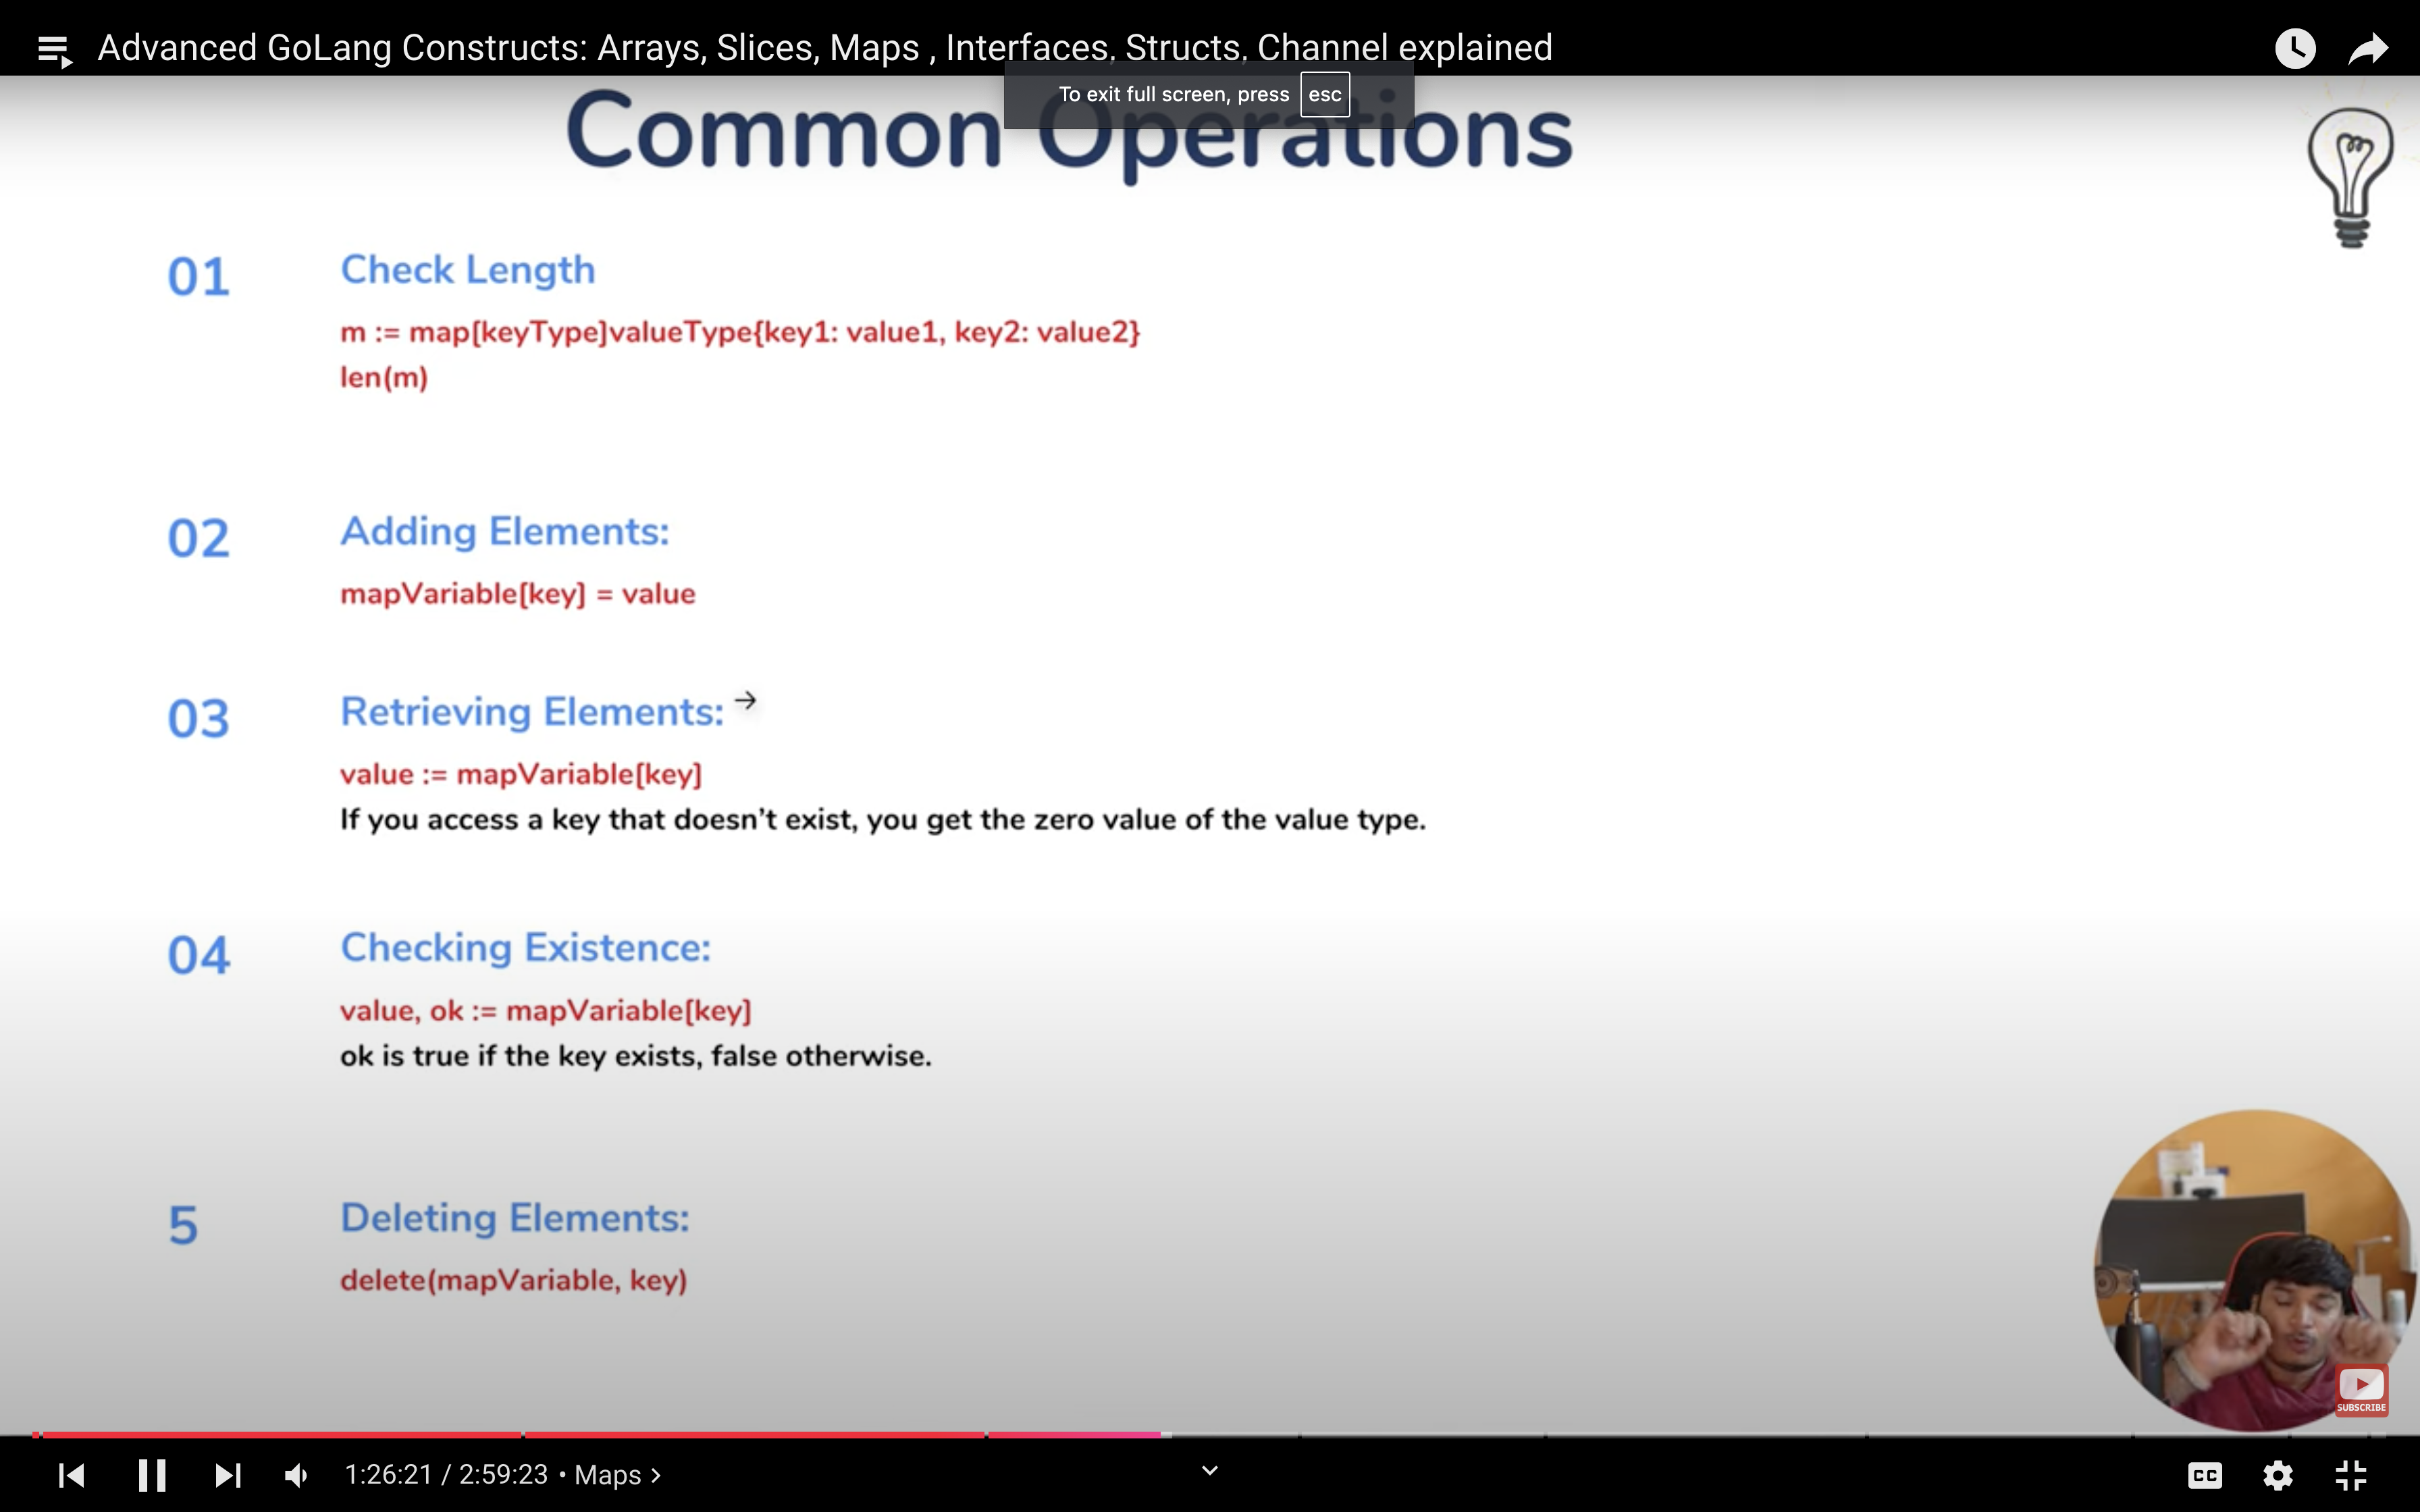 Advanced GoLang Constructs: Arrays, Slices, Maps , Interfaces, Structs, Channel explained
To exit full screen, press esc
Common Operations
01 Check Length
m := map[keyType]valueType{key1: value1, key2: value2}
len(m)
02 Adding Elements:
mapVariable[key] = value
03 Retrieving Elements:
value := mapVariable[key]
If you access a key that doesn't exist, you get the zero value of the value type.
04 Checking Existence:
value, ok := mapVariable[key]
ok is true if the key exists, false otherwise.
5 Deleting Elements:
delete(mapVariable, key)
SUBSCRIBE
1:26:21 / 2:59:23 • Maps >
CC